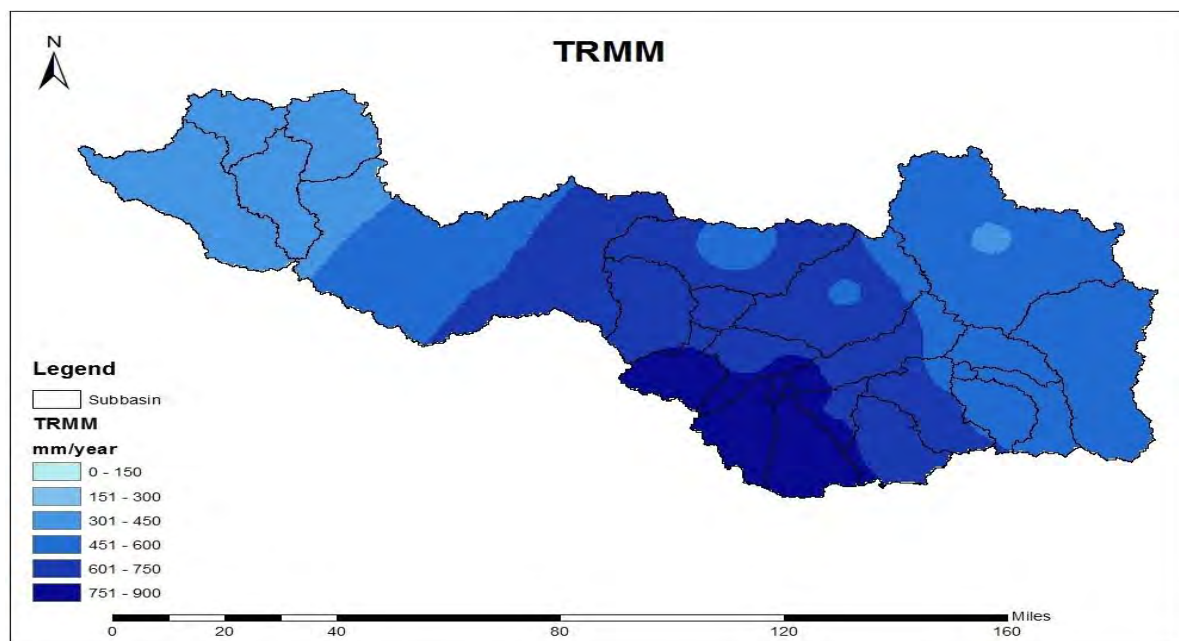 N
TRMM
Legend
Subbasin
TRMM
mm/year
0 - 150
151 - 300
301 - 450
451 - 600
601 - 750
751 - 900
Miles
0 20 40 80 120 160